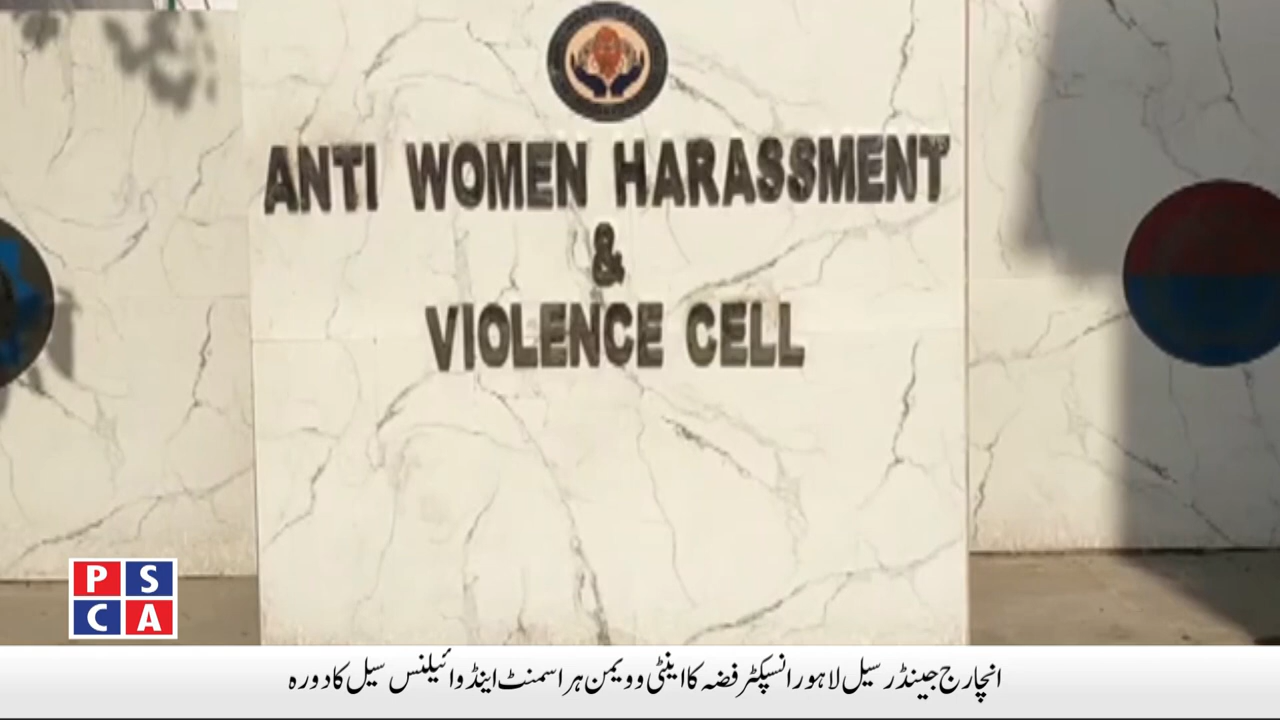 ANTI WOMEN HARASSMENT
&
VIOLENCE CELL
P S
C A
انچارج جینڈر سیل لاہور انسپکٹر فضہ کا اینٹی وویمن ہراسمنٹ اینڈ وائیلنس سیل کا دورہ